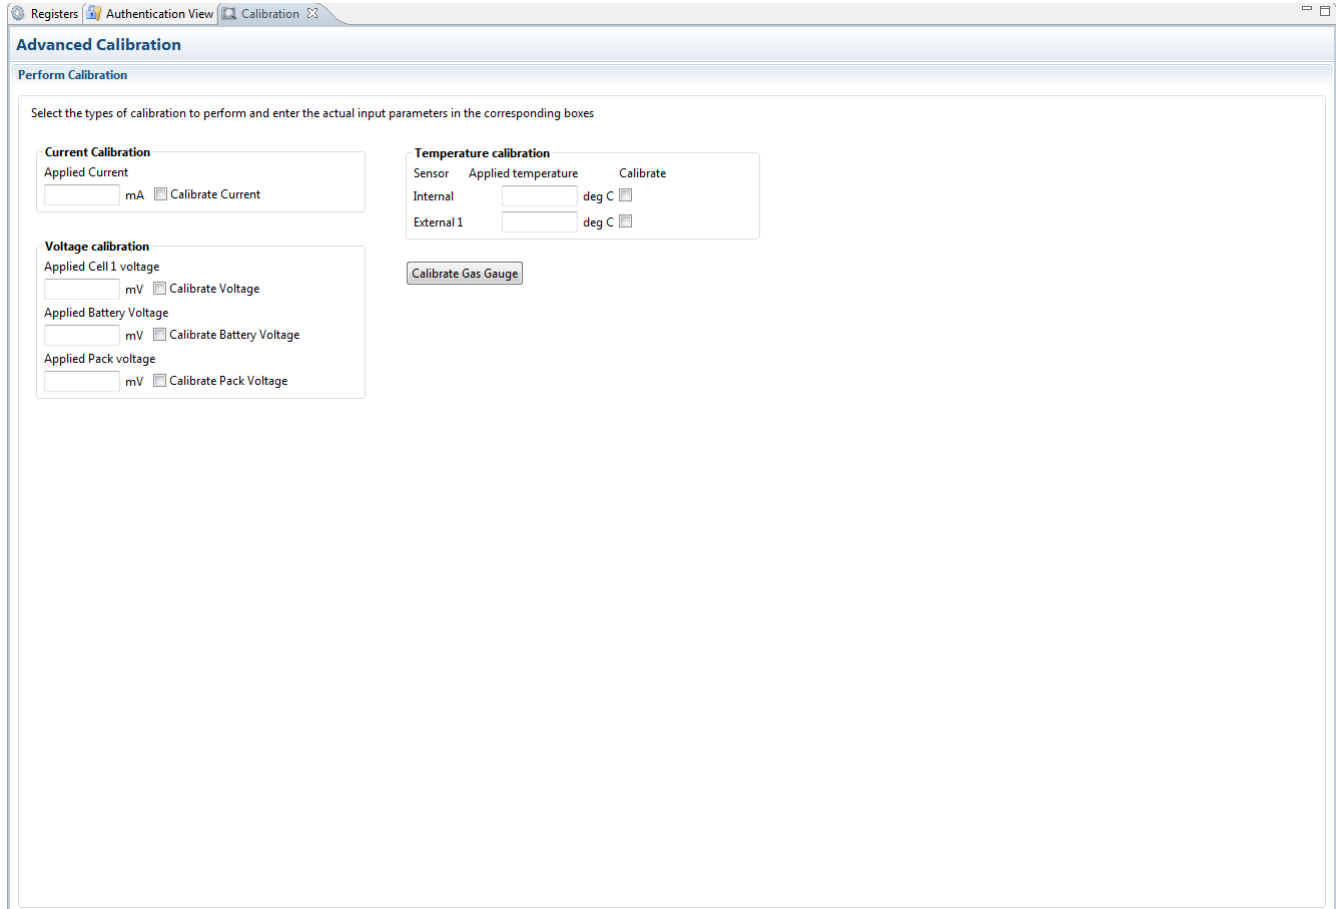 Registers Authentication View Calibration
Advanced Calibration
Perform Calibration
Select the types of calibration to perform and enter the actual input parameters in the corresponding boxes
Current Calibration
Applied Current
mA Calibrate Current
Voltage calibration
Applied Cell 1 voltage
mV Calibrate Voltage
Applied Battery Voltage
mV Calibrate Battery Voltage
Applied Pack voltage
mV Calibrate Pack Voltage
Temperature calibration
Sensor Applied temperature Calibrate
Internal deg C
External 1 deg C
Calibrate Gas Gauge